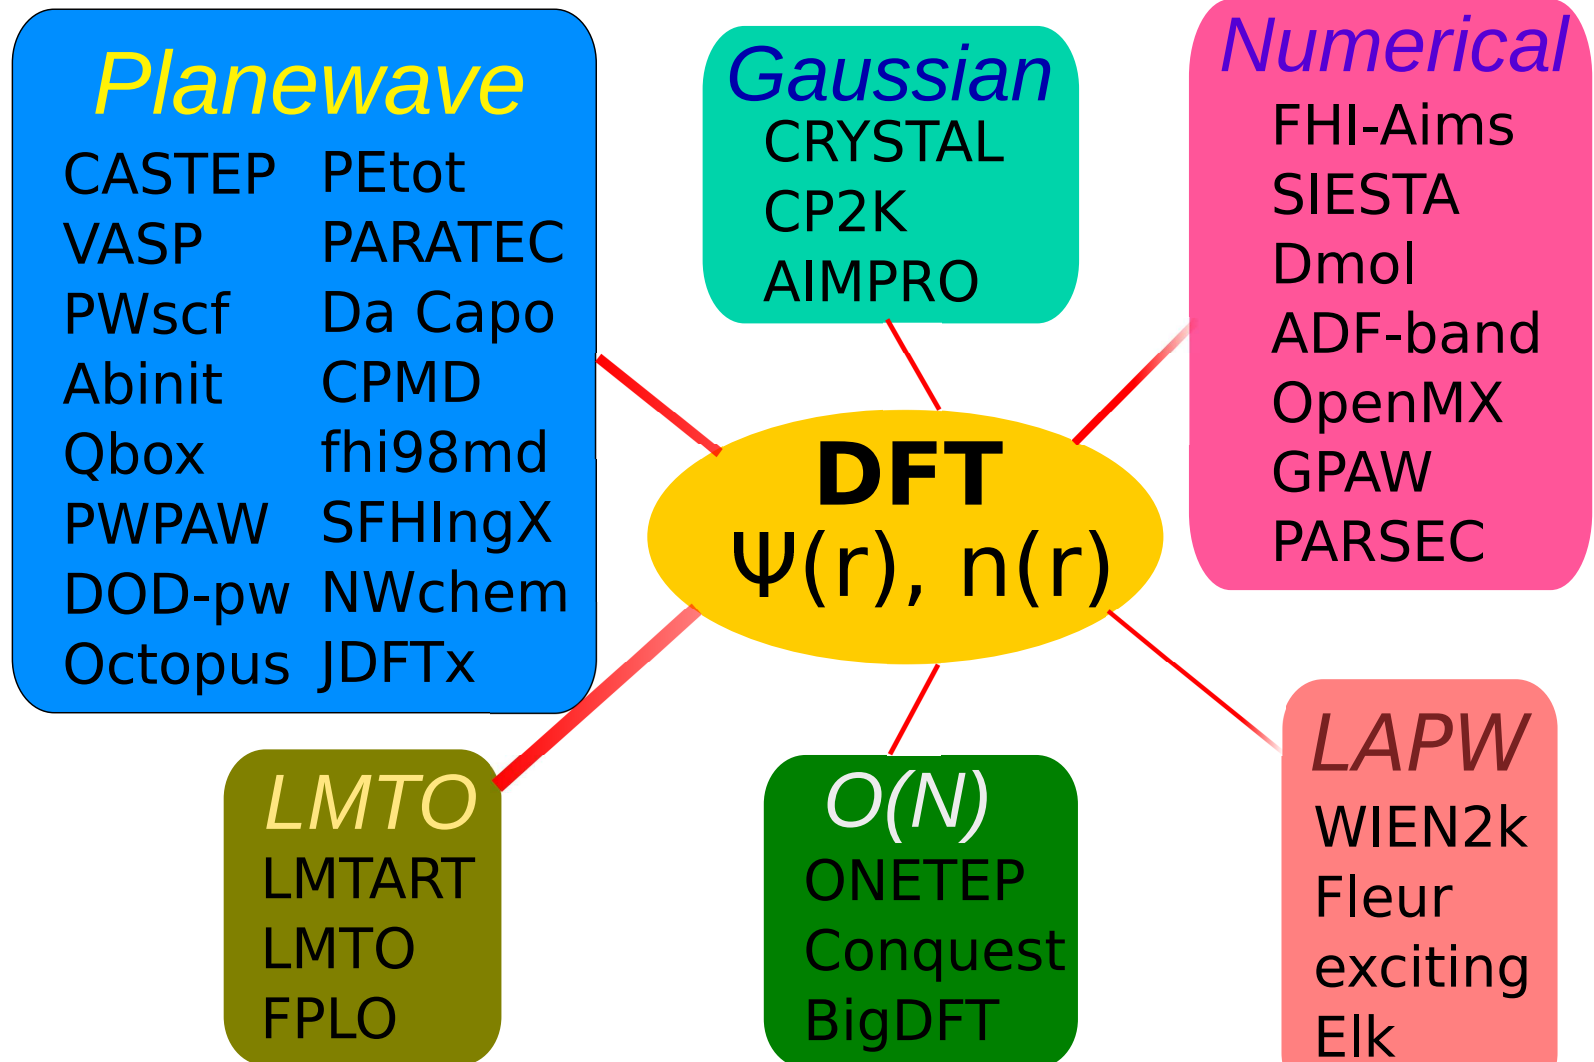 Planewave
CASTEP
VASP
PWscf
Abinit
Qbox
PWPAW
DOD-pw
Octopus
PEtot
PARATEC
Da Capo
CPMD
fhi98md
SFHIngX
NWchem
JDFTx
Gaussian
CRYSTAL
CP2K
AIMPRO
Numerical
FHI-Aims
SIESTA
Dmol
ADF-band
OpenMX
GPAW
PARSEC
DFT
Ψ(r), n(r)
LMTO
LMTART
LMTO
FPLO
O(N)
ONETEP
Conquest
BigDFT
LAPW
WIEN2k
Fleur
exciting
Elk